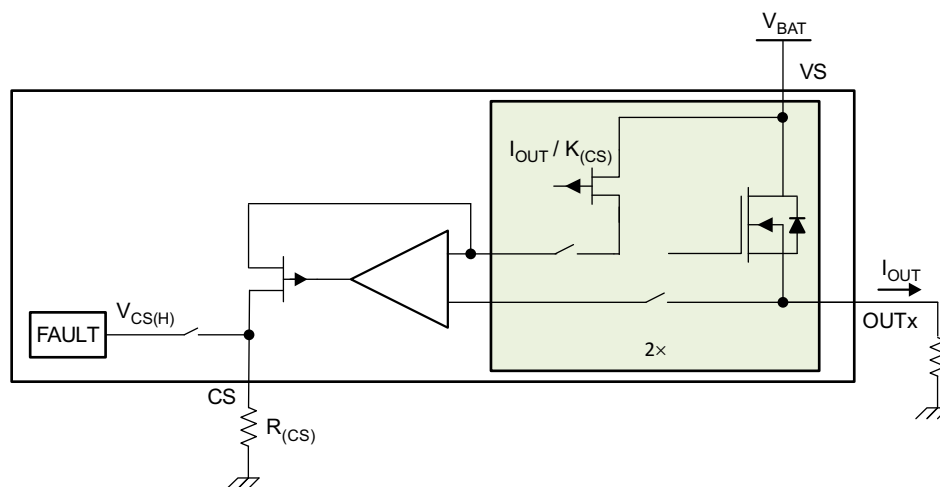 V_BAT
VS
I_OUT / K_(CS)
I_OUT
V_CS(H)
FAULT
OUTx
2×
CS
R_(CS)